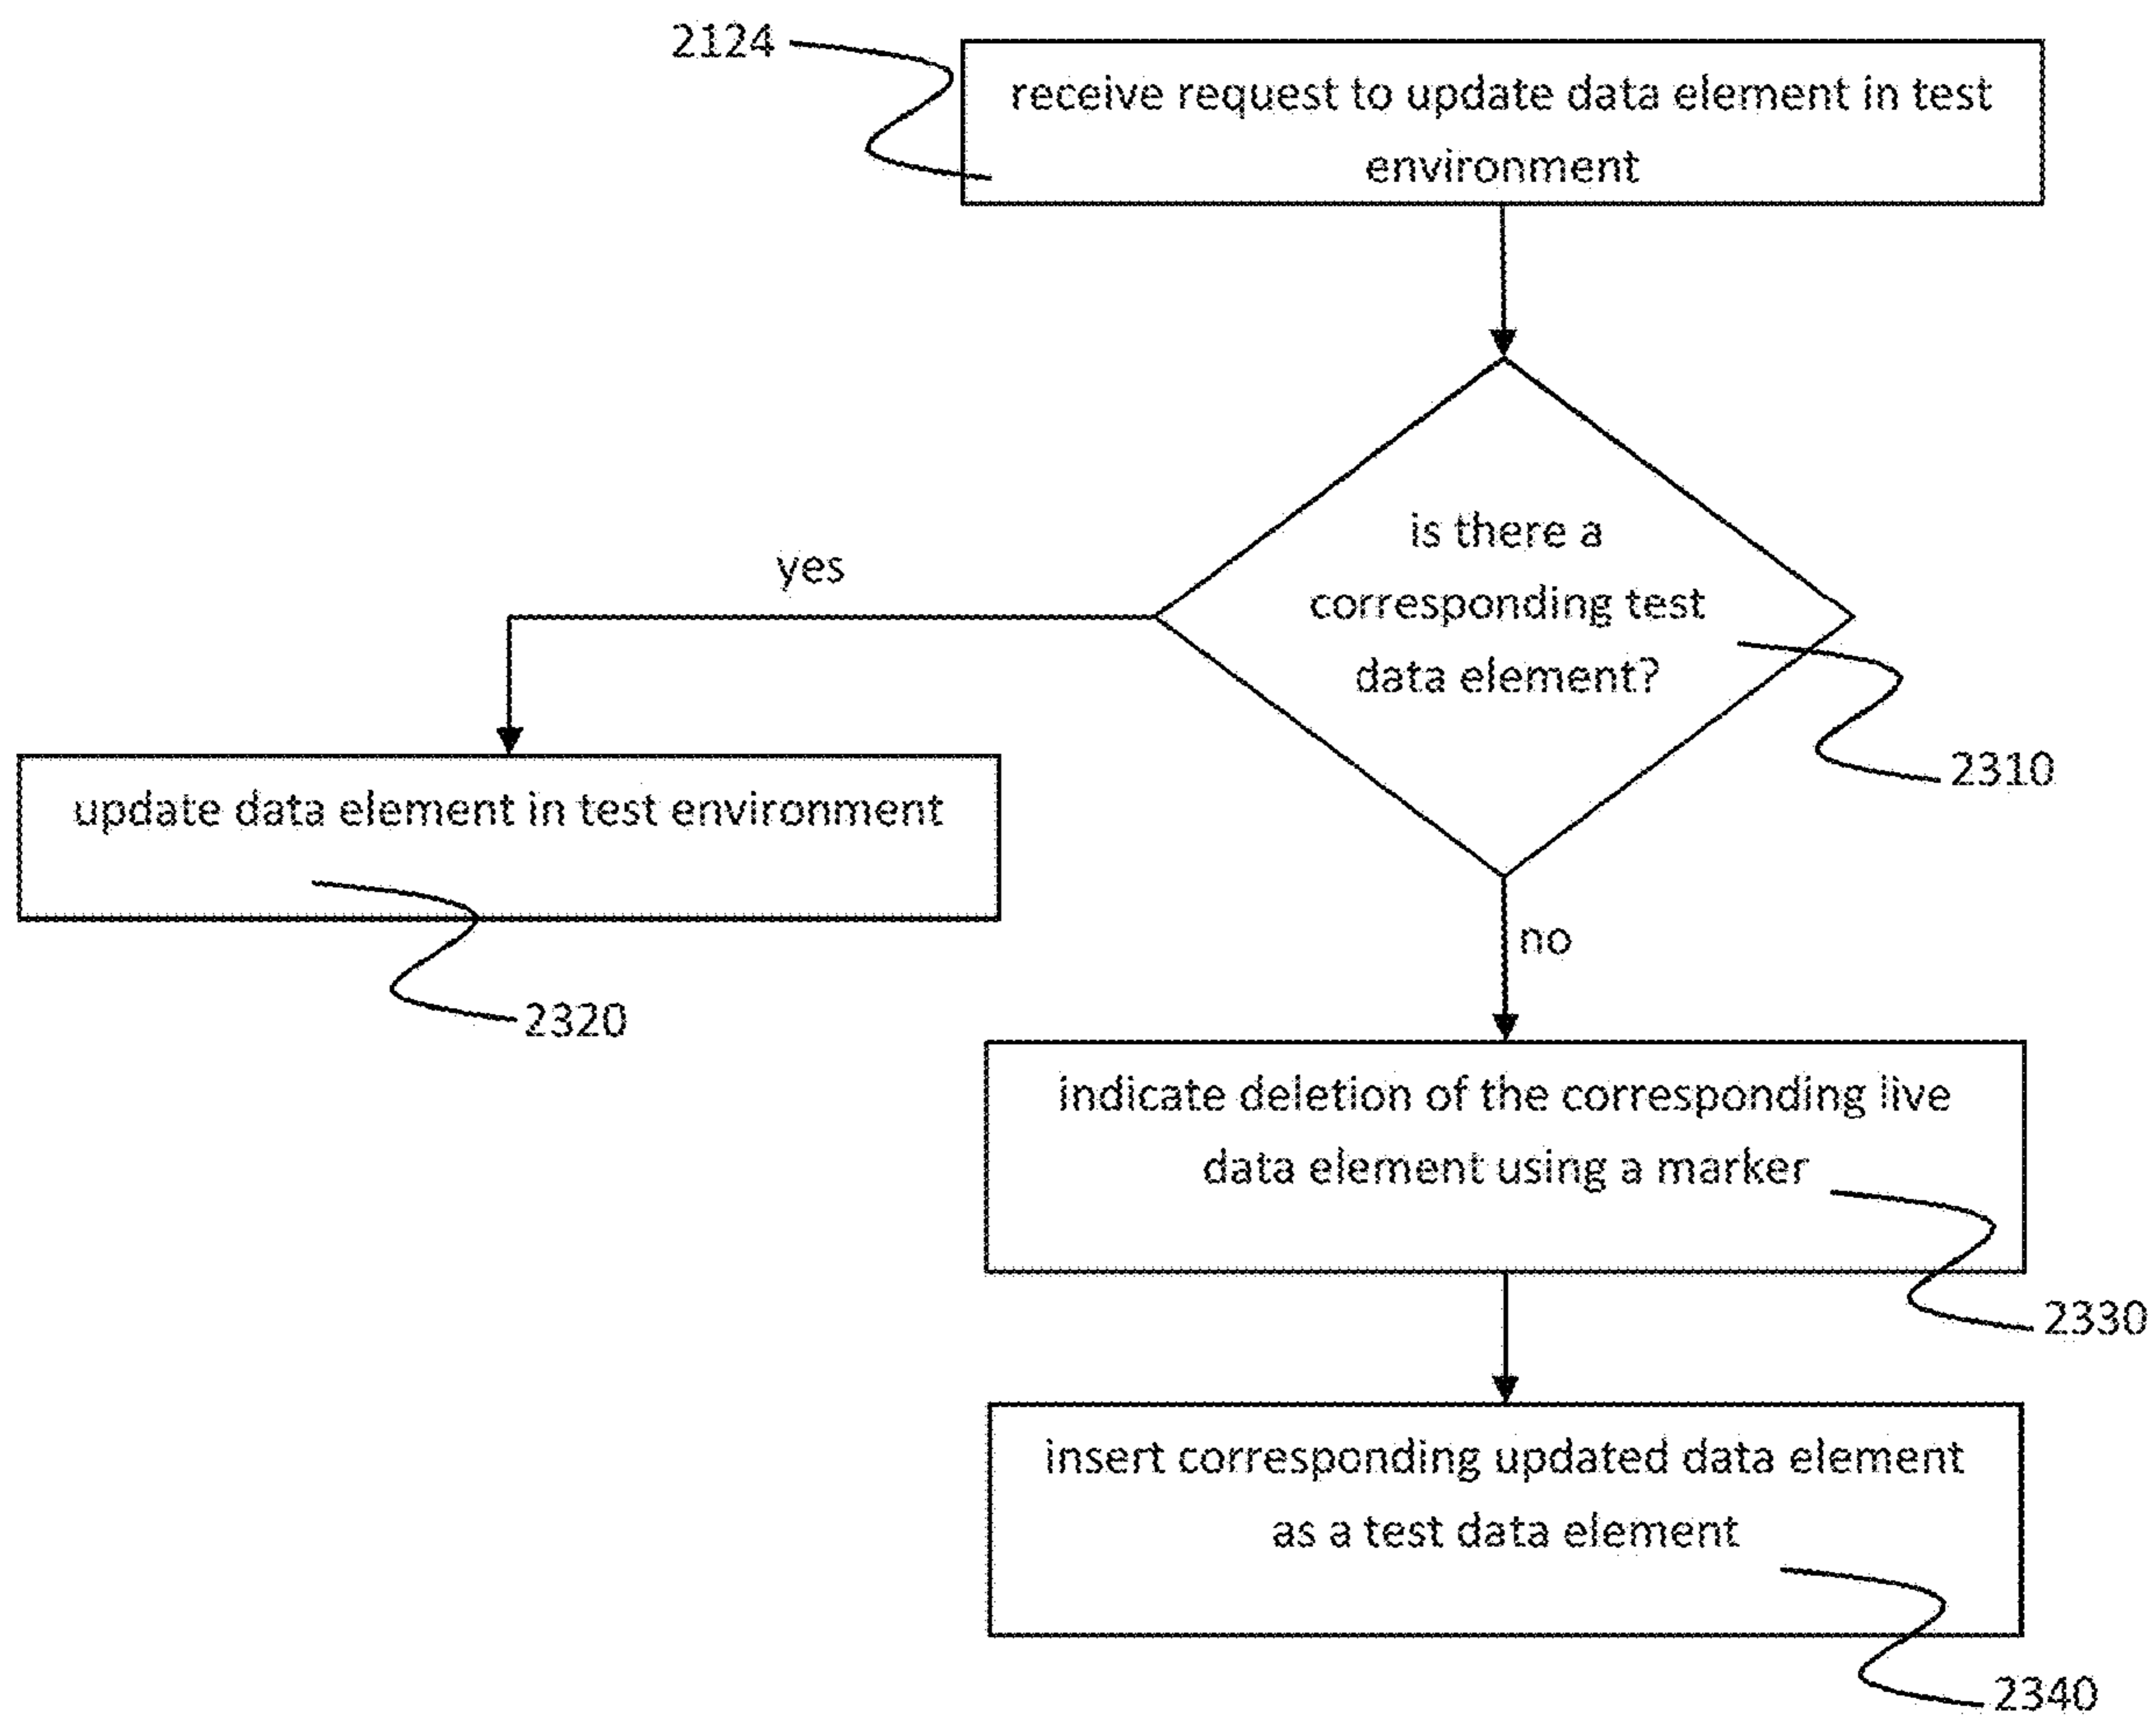 2124
receive request to update data element in test
environment
is there a
corresponding test
data element?
2310
yes
update data element in test environment
2320
no
indicate deletion of the corresponding live
data element using a marker
2330
insert corresponding updated data element
as a test data element
2340